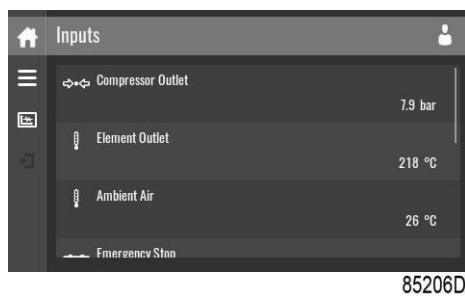 Inputs
Compressor Outlet
7.9 bar
Element Outlet
218 °C
Ambient Air
26 °C
Emergency Stop
85206D